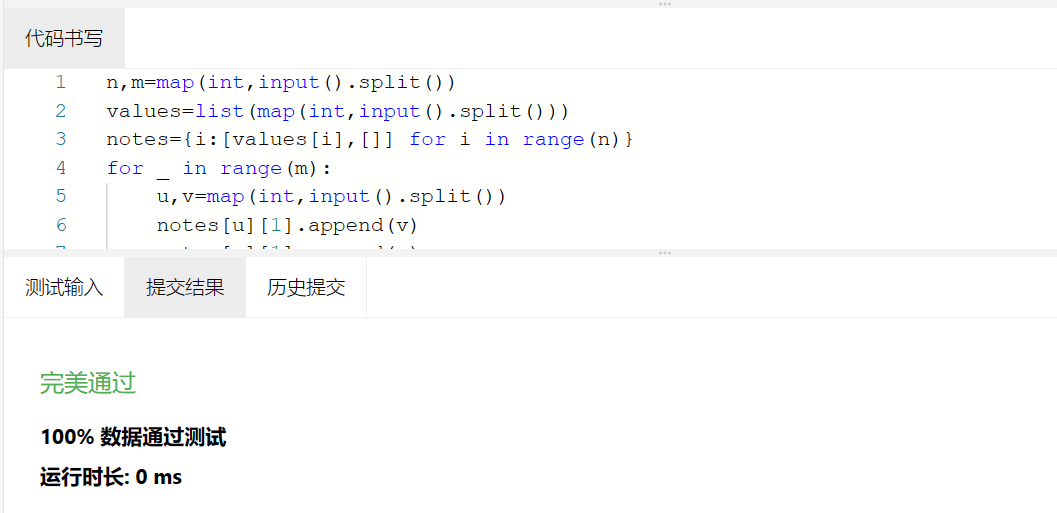 代码书写
1 n,m=map(int,input().split())
2 values=list(map(int,input().split()))
3 notes={i:[values[i],[]] for i in range(n)}
4 for _ in range(m):
5 u,v=map(int,input().split())
6 notes[u][1].append(v)
测试输入 提交结果 历史提交
完美通过
100% 数据通过测试
运行时长: 0 ms